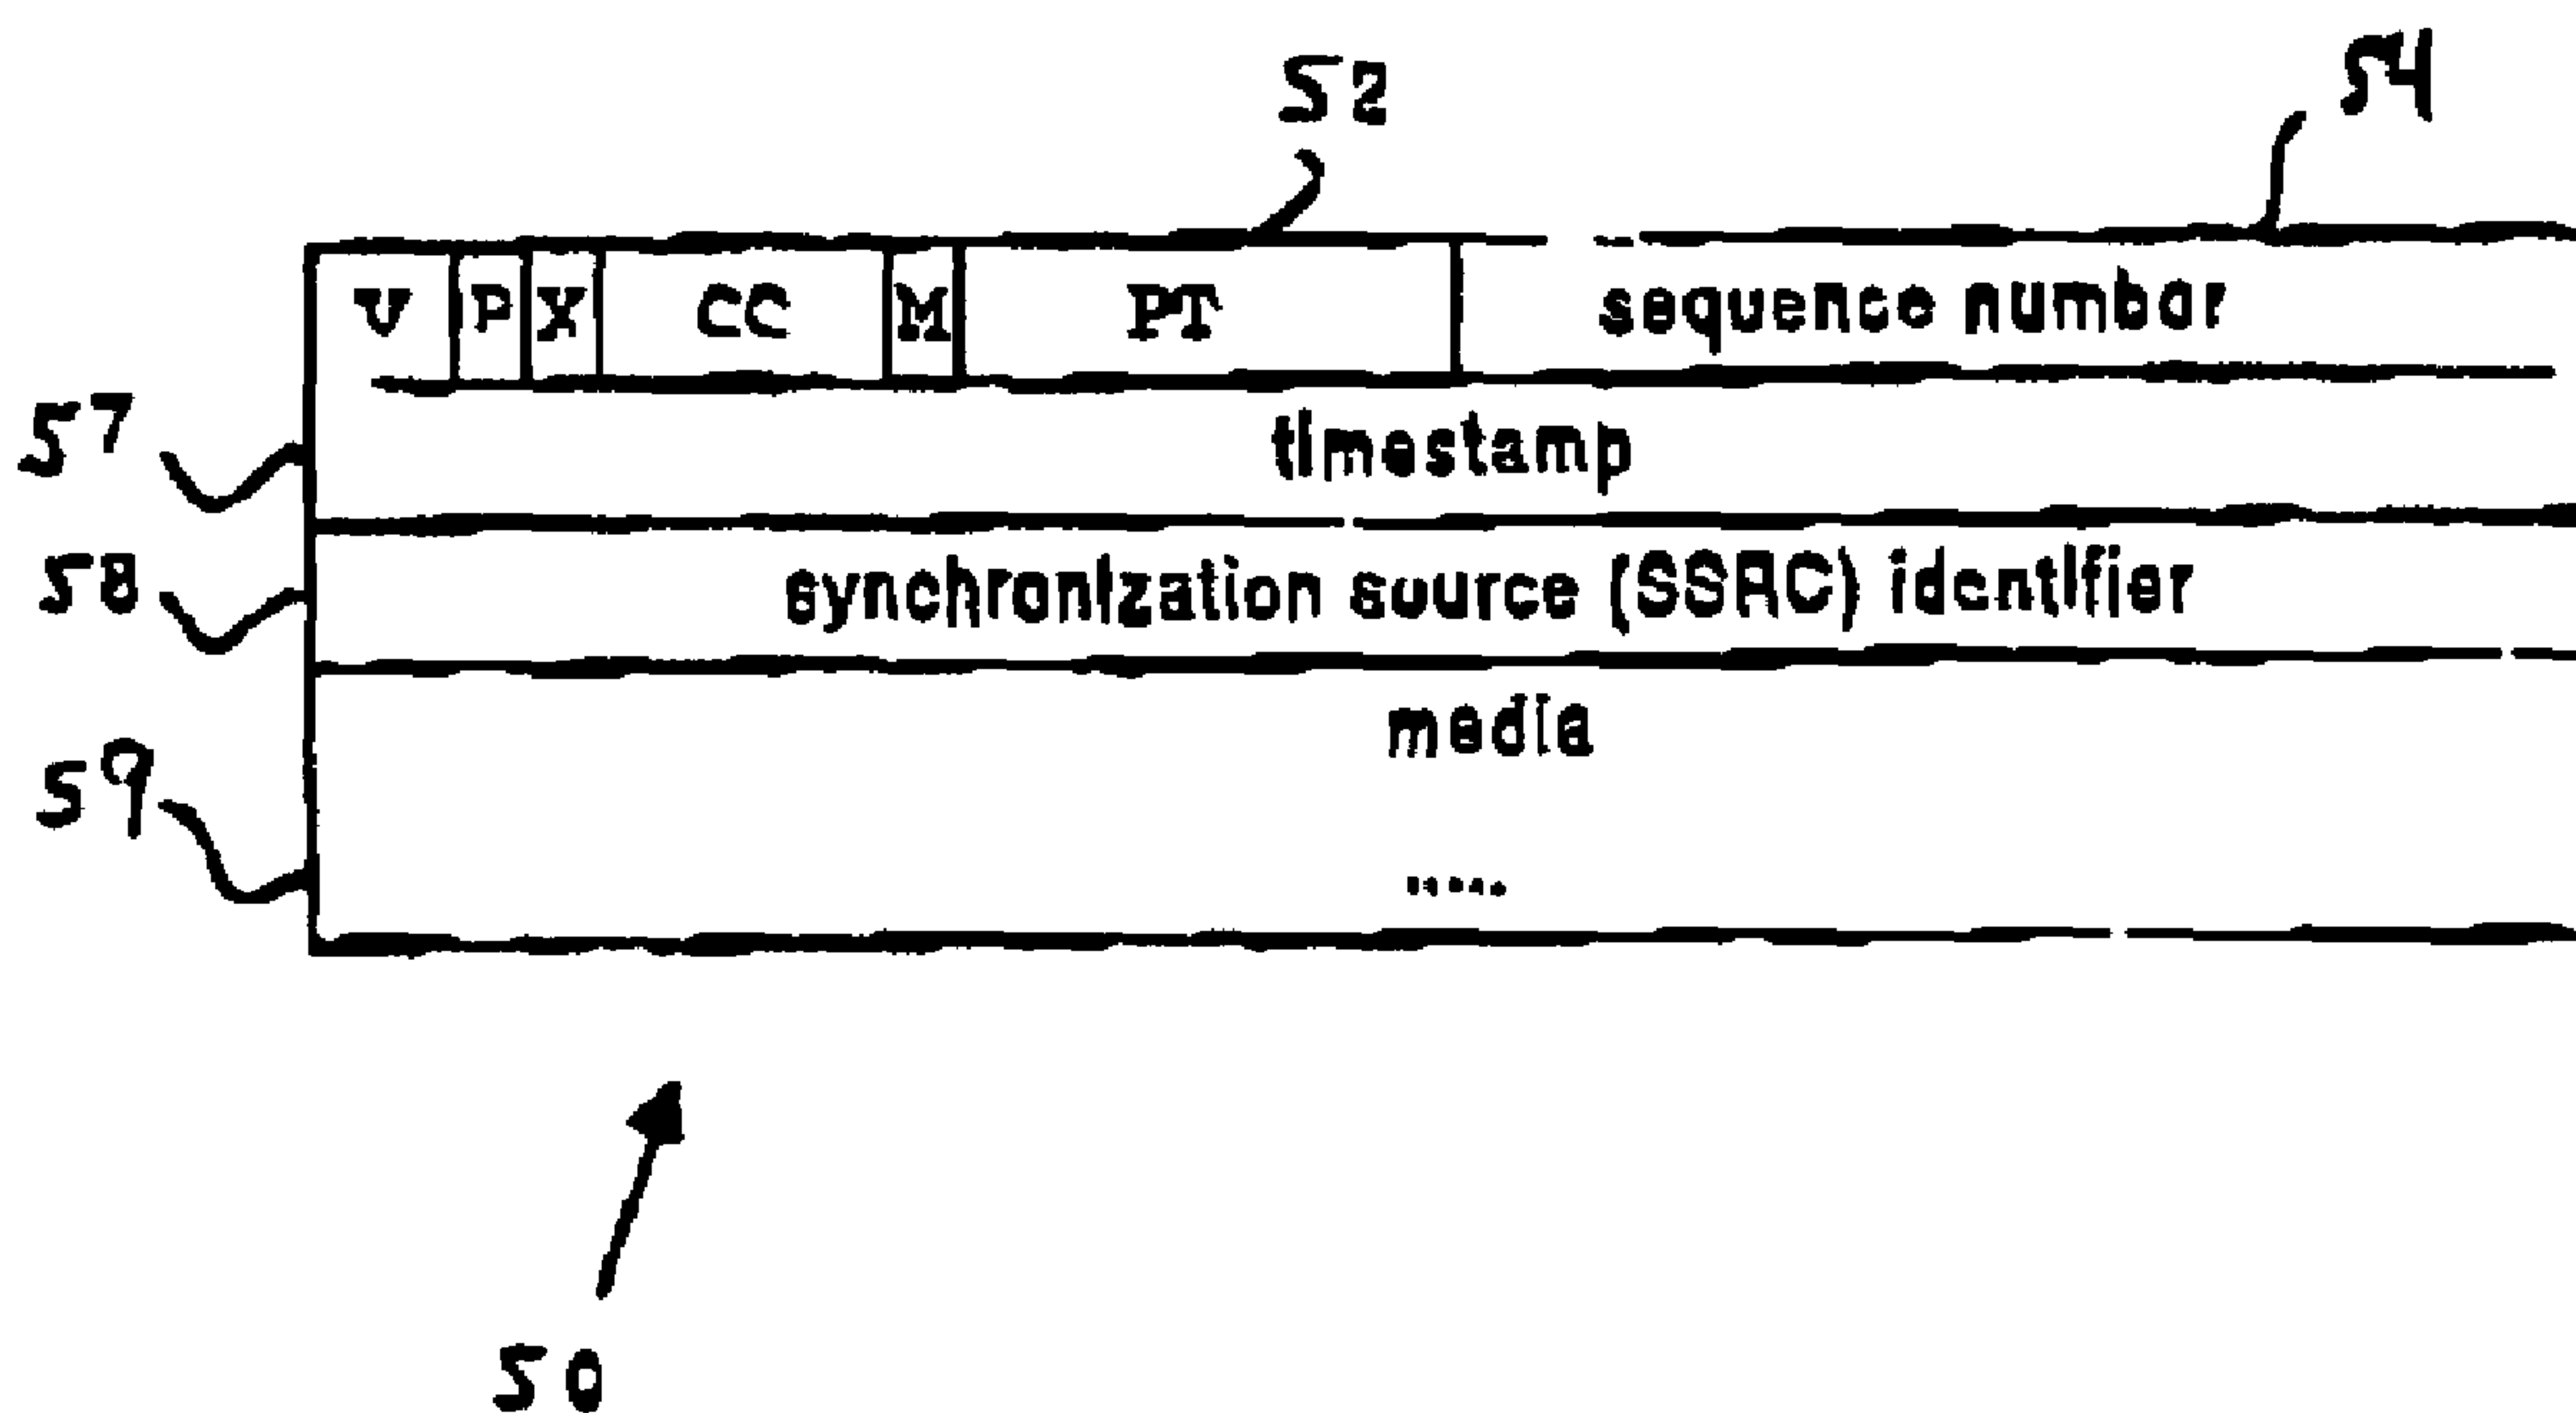 52 54
V P X CC M PT sequence number
57 timestamp
58 synchronization source (SSRC) identifier
media
59
.....
50